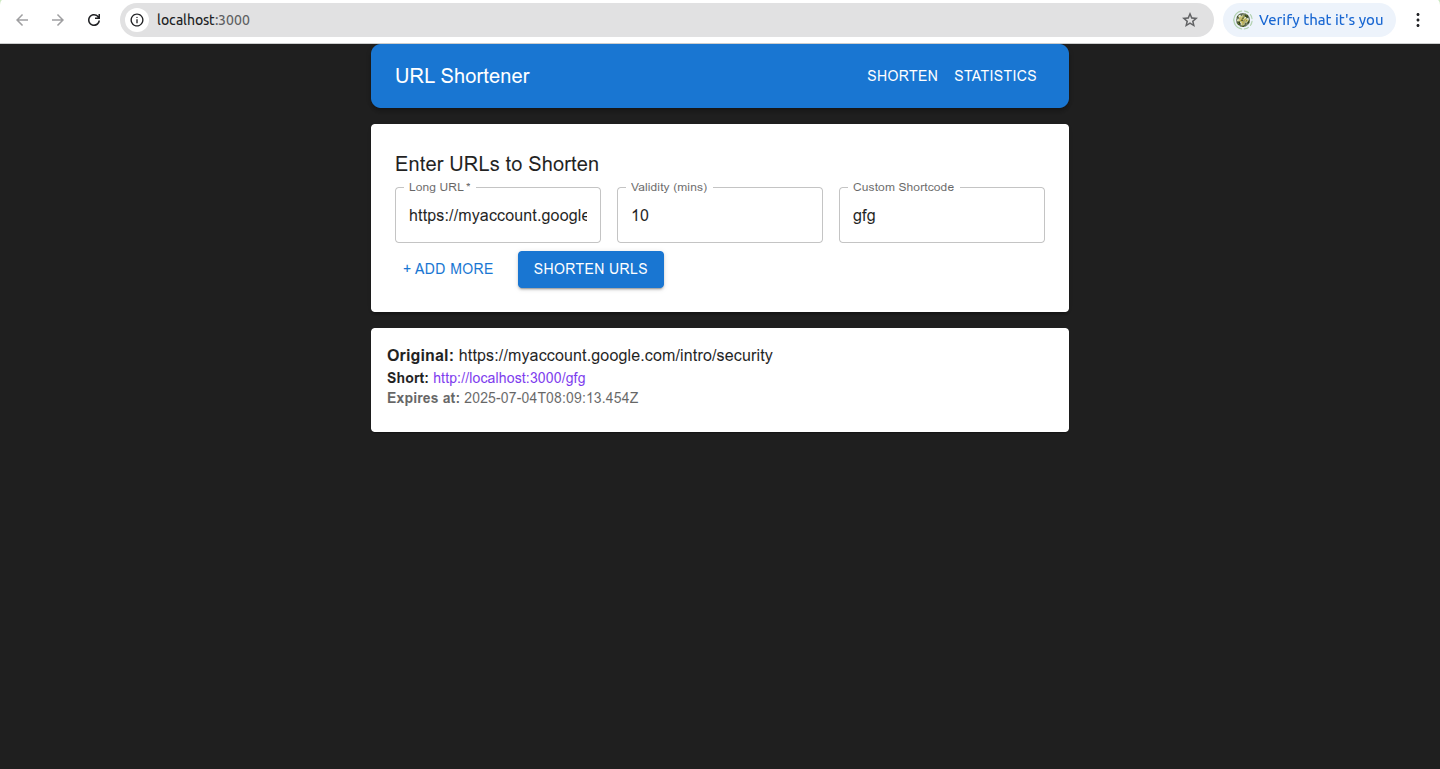 localhost:3000
Verify that it's you
URL Shortener
SHORTEN STATISTICS
Enter URLs to Shorten
Long URL * Validity (mins) Custom Shortcode
https://myaccount.google 10 gfg
+ ADD MORE SHORTEN URLS
Original: https://myaccount.google.com/intro/security
Short: http://localhost:3000/gfg
Expires at: 2025-07-04T08:09:13.454Z